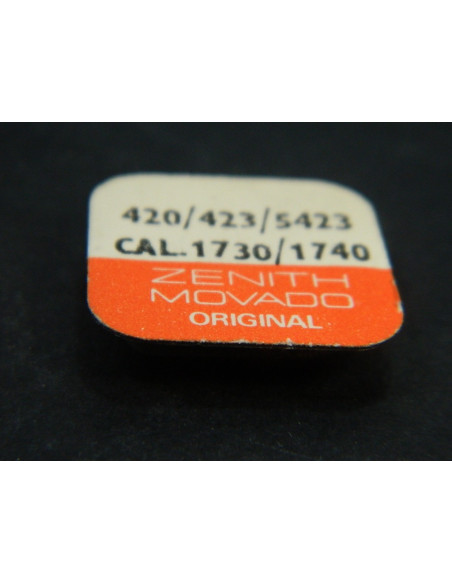 420/423/5423
CAL.1730/1740
ZENITH
MOVADO
ORIGINAL